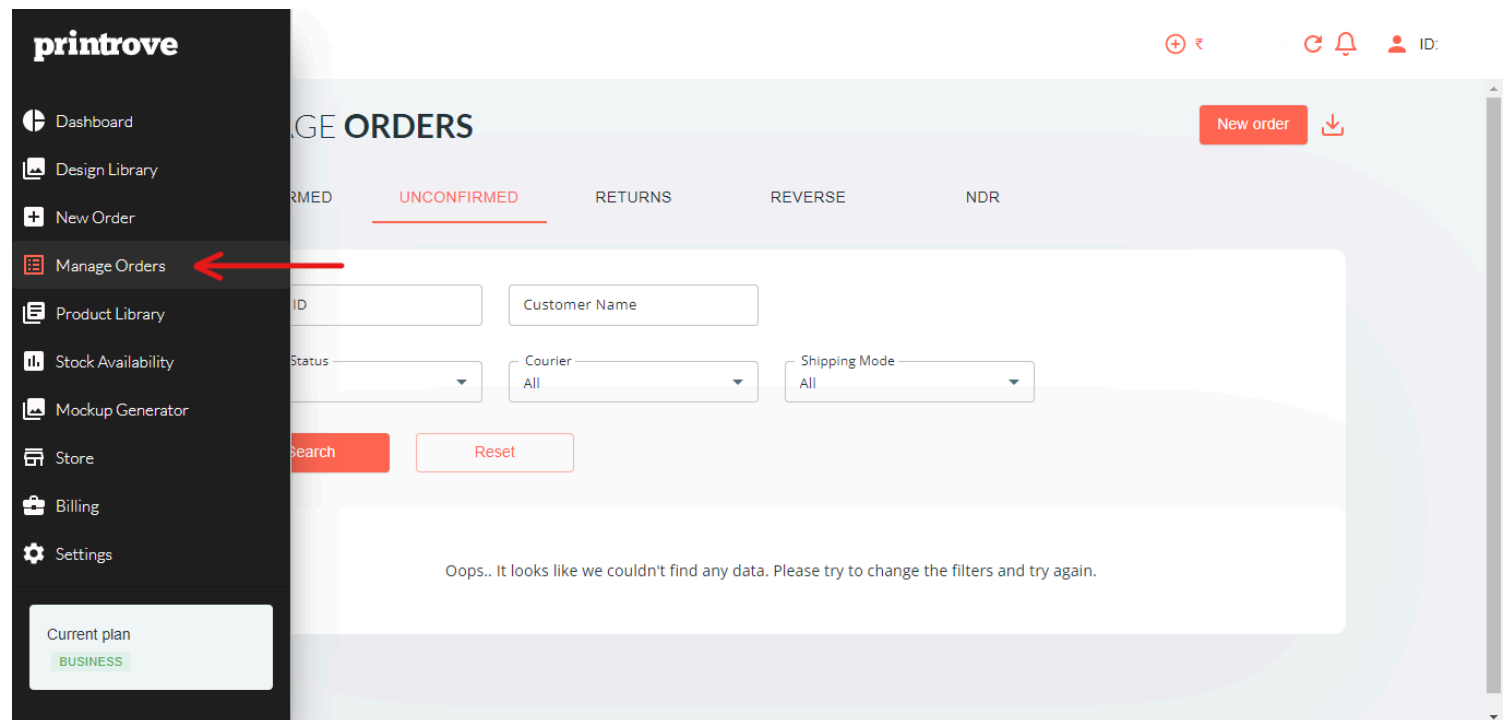 printrove
₹
ID:
Dashboard
Design Library
New Order
Manage Orders
Product Library
Stock Availability
Mockup Generator
Store
Billing
Settings
Current plan
BUSINESS
AGE ORDERS
New order
RMED UNCONFIRMED RETURNS REVERSE NDR
ID
Customer Name
Status
Courier
All
Shipping Mode
All
Search
Reset
Oops.. It looks like we couldn't find any data. Please try to change the filters and try again.